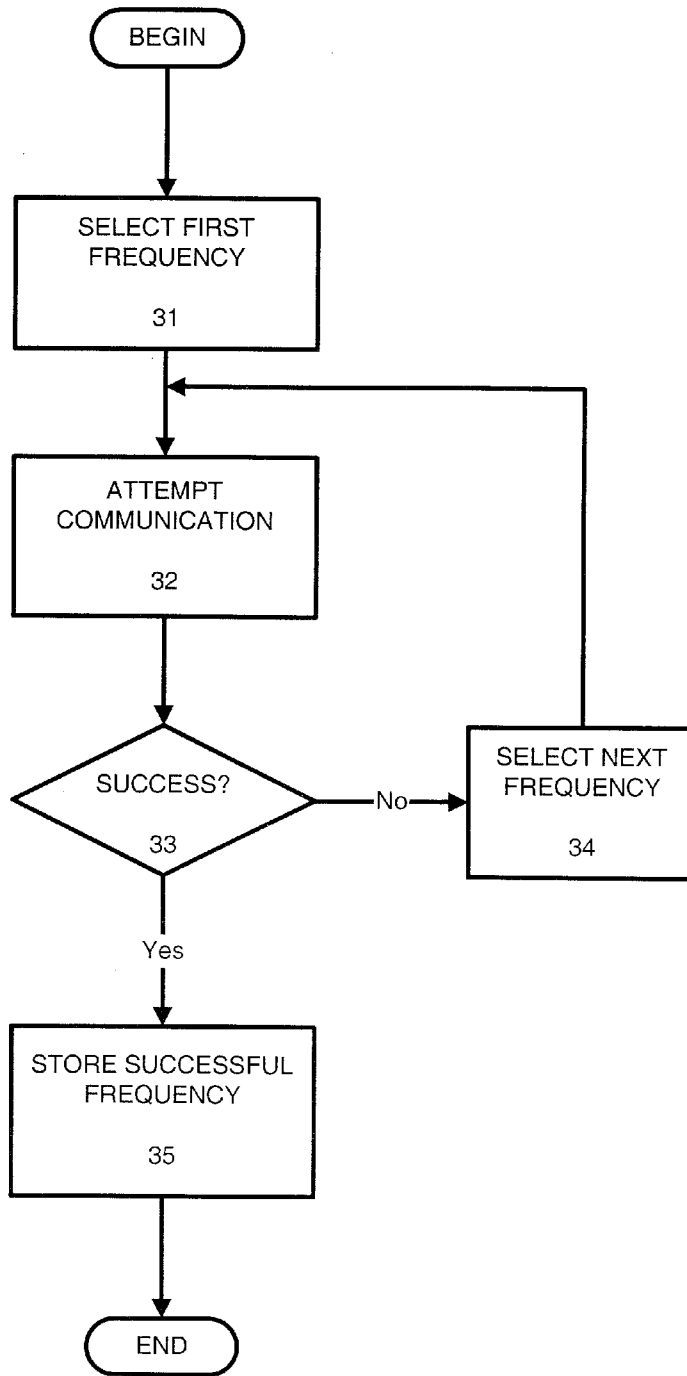 BEGIN
SELECT FIRST
FREQUENCY
31
ATTEMPT
COMMUNICATION
32
SUCCESS?
33
No
SELECT NEXT
FREQUENCY
34
Yes
STORE SUCCESSFUL
FREQUENCY
35
END